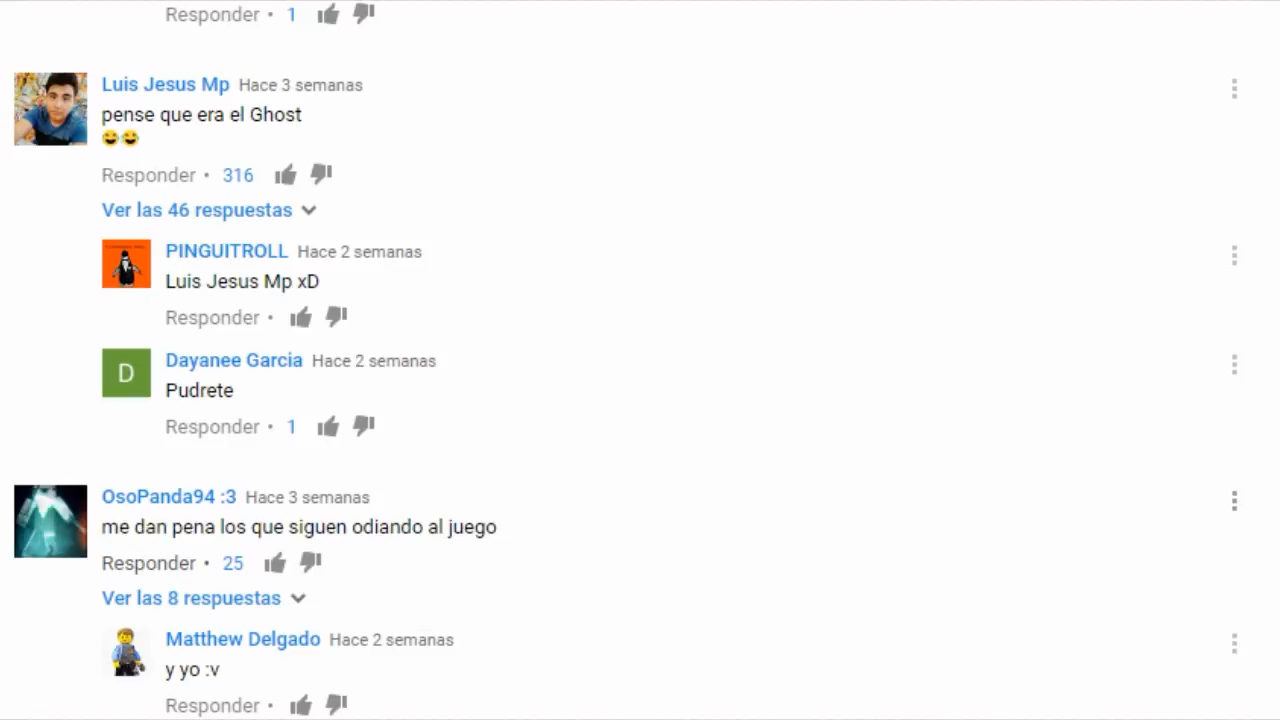 Responder • 1
Luis Jesus Mp Hace 3 semanas
pense que era el Ghost
😂😂
Responder • 316
Ver las 46 respuestas
PINGUITROLL Hace 2 semanas
Luis Jesus Mp xD
Responder •
D
Dayanee Garcia Hace 2 semanas
Pudrete
Responder • 1
OsoPanda94 :3 Hace 3 semanas
me dan pena los que siguen odiando al juego
Responder • 25
Ver las 8 respuestas
Matthew Delgado Hace 2 semanas
y yo :v
Responder •